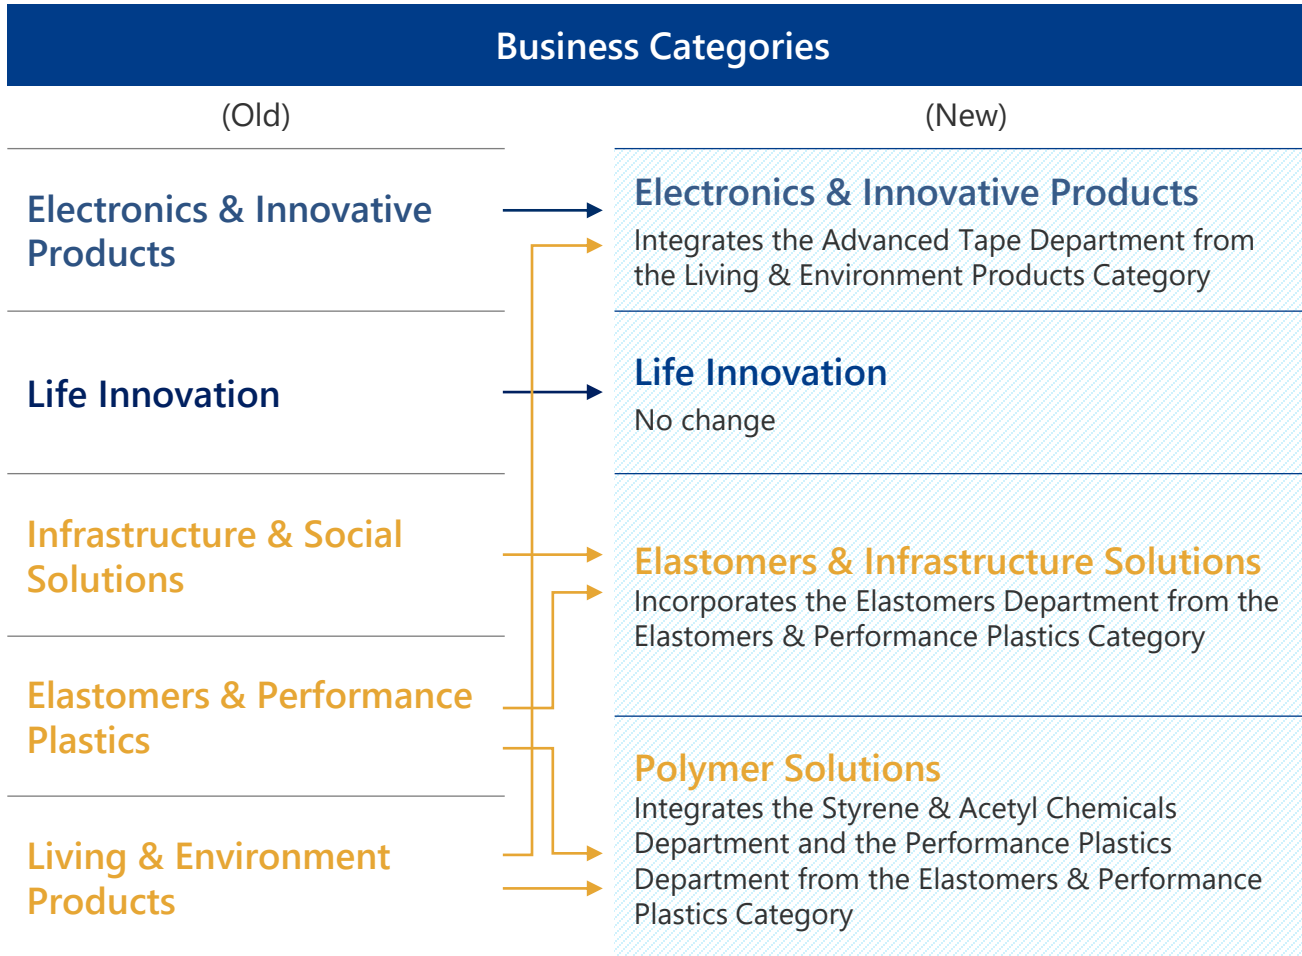 Business Categories
(Old)
(New)
Electronics & Innovative
Products
Life Innovation
Infrastructure & Social
Solutions
Elastomers & Performance
Plastics
Living & Environment
Products
Electronics & Innovative Products
Integrates the Advanced Tape Department from
the Living & Environment Products Category
Life Innovation
No change
Elastomers & Infrastructure Solutions
Incorporates the Elastomers Department from the
Elastomers & Performance Plastics Category
Polymer Solutions
Integrates the Styrene & Acetyl Chemicals
Department and the Performance Plastics
Department from the Elastomers & Performance
Plastics Category